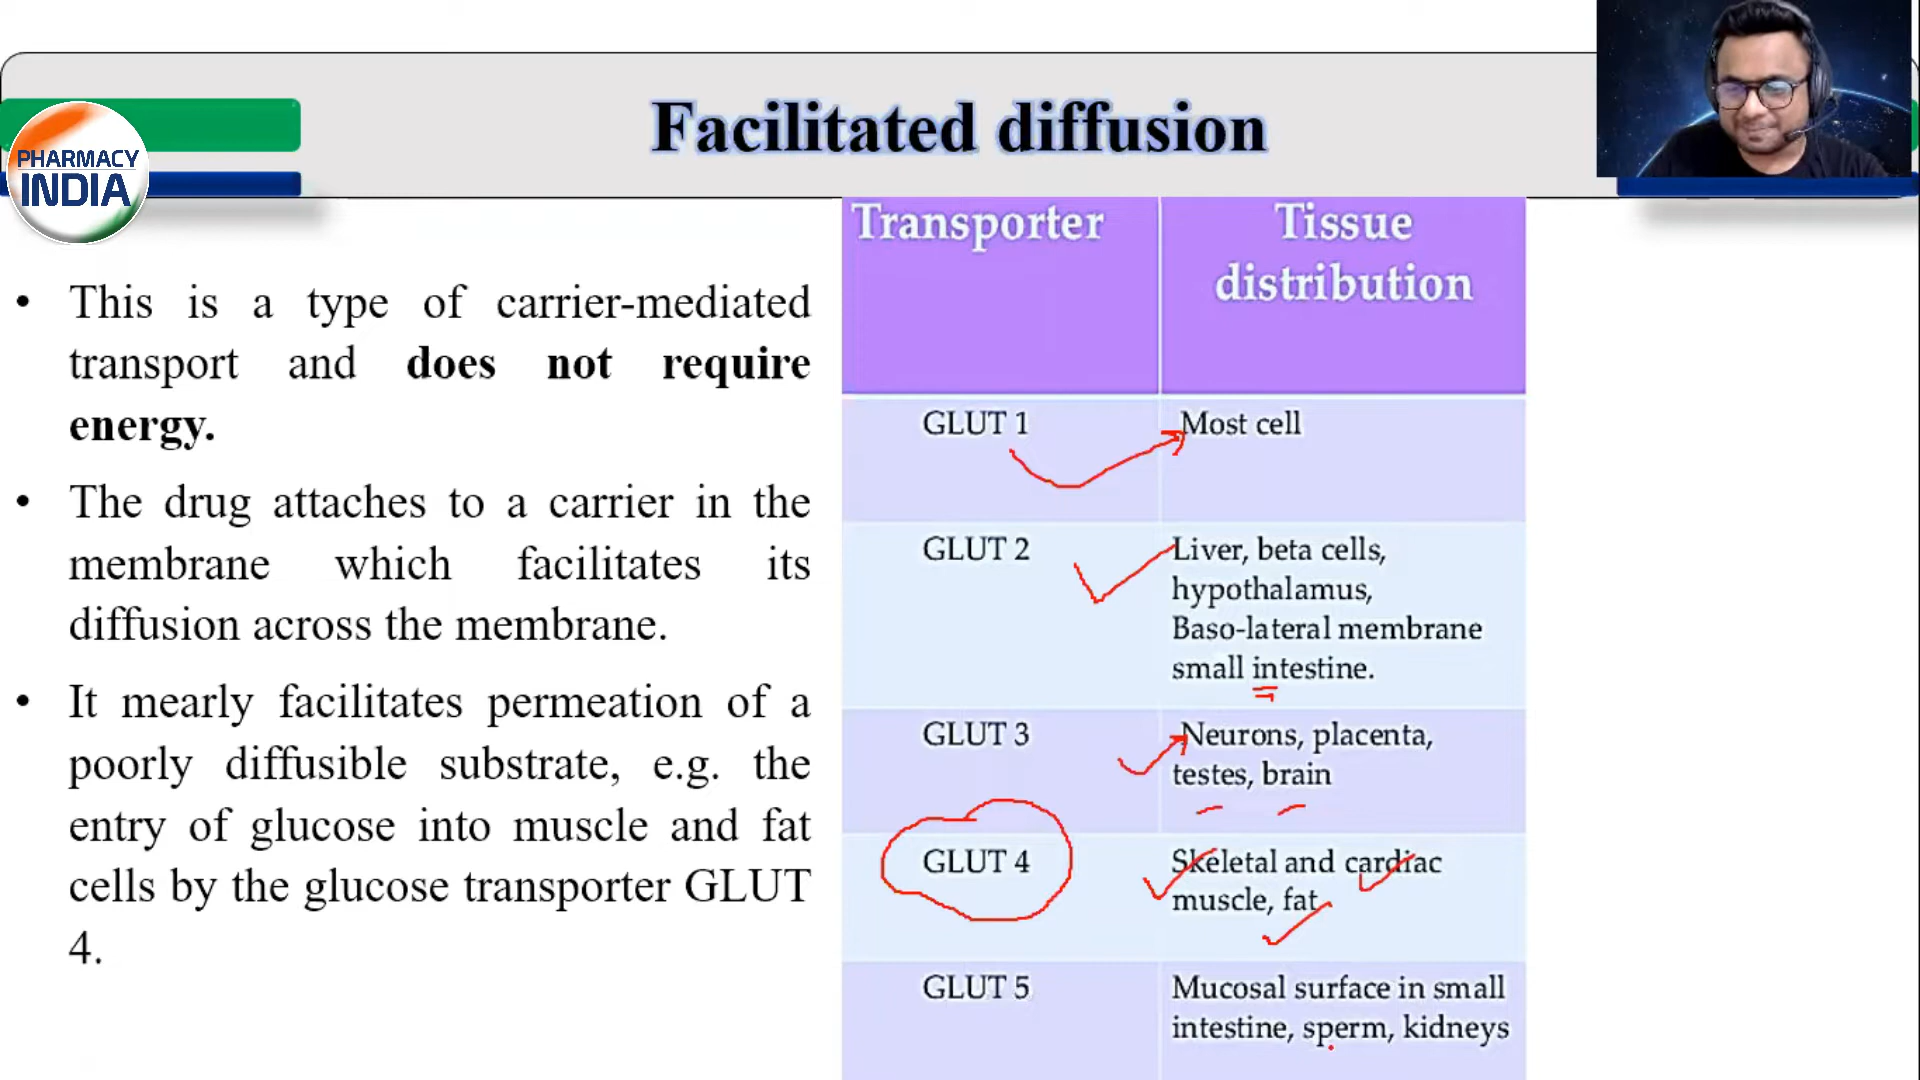 Facilitated diffusion
PHARMACY
INDIA
• This is a type of carrier-mediated
transport and does not require
energy.
• The drug attaches to a carrier in the
membrane which facilitates its
diffusion across the membrane.
• It mearly facilitates permeation of a
poorly diffusible substrate, e.g. the
entry of glucose into muscle and fat
cells by the glucose transporter GLUT
4.
Transporter
Tissue
distribution
GLUT 1
Most cell
GLUT 2
Liver, beta cells,
hypothalamus,
Baso-lateral membrane
small intestine.
GLUT 3
Neurons, placenta,
testes, brain
GLUT 4
Skeletal and cardiac
muscle, fat
GLUT 5
Mucosal surface in small
intestine, sperm, kidneys